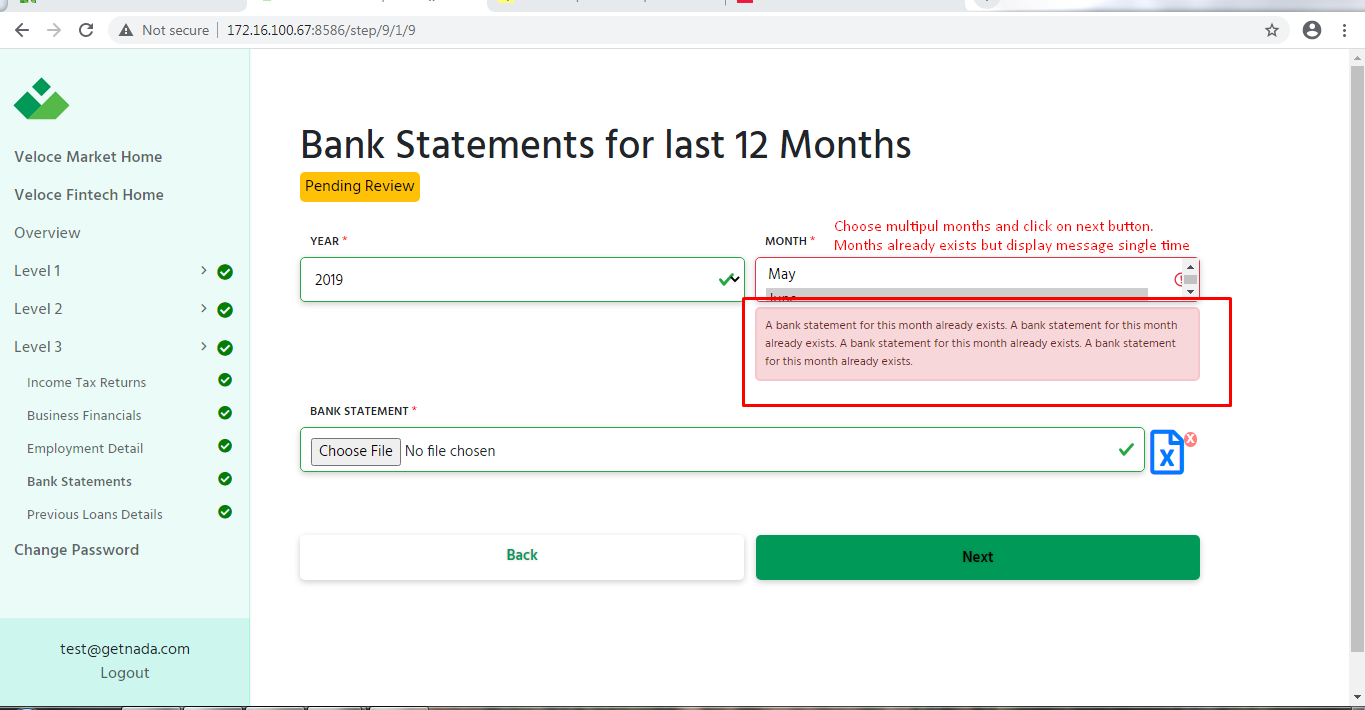 Not secure
172.16.100.67:8586/step/9/1/9
Veloce Market Home
Veloce Fintech Home
Overview
Level 1
Level 2
Level 3
Income Tax Returns
Business Financials
Employment Detail
Bank Statements
Previous Loans Details
Change Password
test@getnada.com
Logout
Bank Statements for last 12 Months
Pending Review
Choose multipul months and click on next button.
Months already exists but display message single time
YEAR *
MONTH *
2019
May
June
A bank statement for this month already exists. A bank statement for this month
already exists. A bank statement for this month already exists. A bank statement
for this month already exists.
BANK STATEMENT *
Choose File No file chosen
X
Back
Next